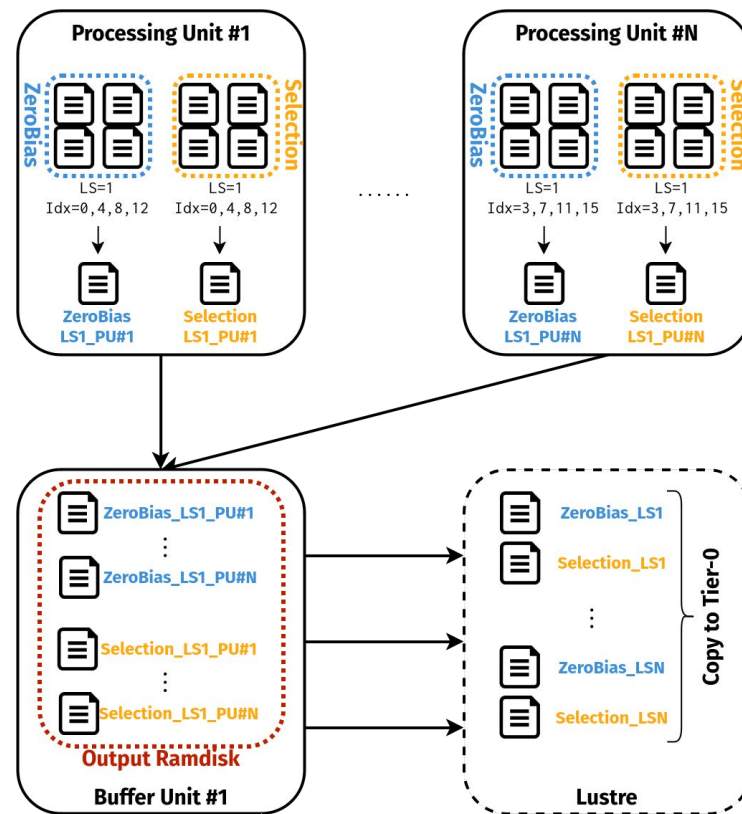 Processing Unit #1
ZeroBias
Selection
LS=1
Idx=0,4,8,12
LS=1
Idx=0,4,8,12
ZeroBias
LS1_PU#1
Selection
LS1_PU#1
......
Processing Unit #N
ZeroBias
Selection
LS=1
Idx=3,7,11,15
LS=1
Idx=3,7,11,15
ZeroBias
LS1_PU#N
Selection
LS1_PU#N
ZeroBias_LS1_PU#1
⋮
ZeroBias_LS1_PU#N
Selection_LS1_PU#1
⋮
Selection_LS1_PU#N
Output Ramdisk
Buffer Unit #1
ZeroBias_LS1
Selection_LS1
⋮
ZeroBias_LSN
Selection_LSN
Copy to Tier-0
Lustre